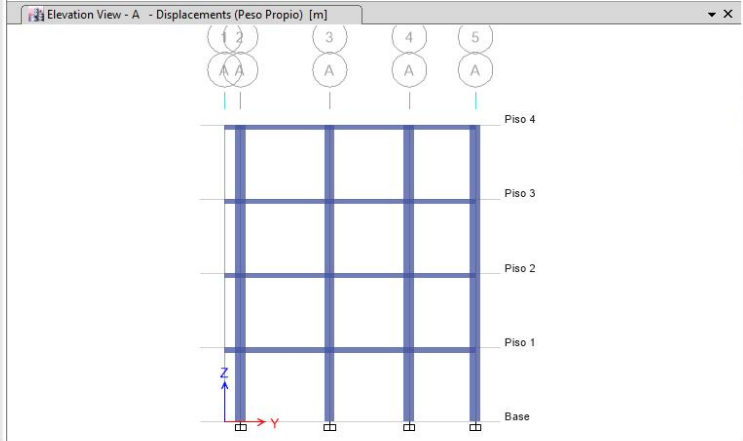 Elevation View - A - Displacements (Peso Propio) [m]
1 2 3 4 5
A A A A A
Piso 4
Piso 3
Piso 2
Piso 1
Z
Base
Y